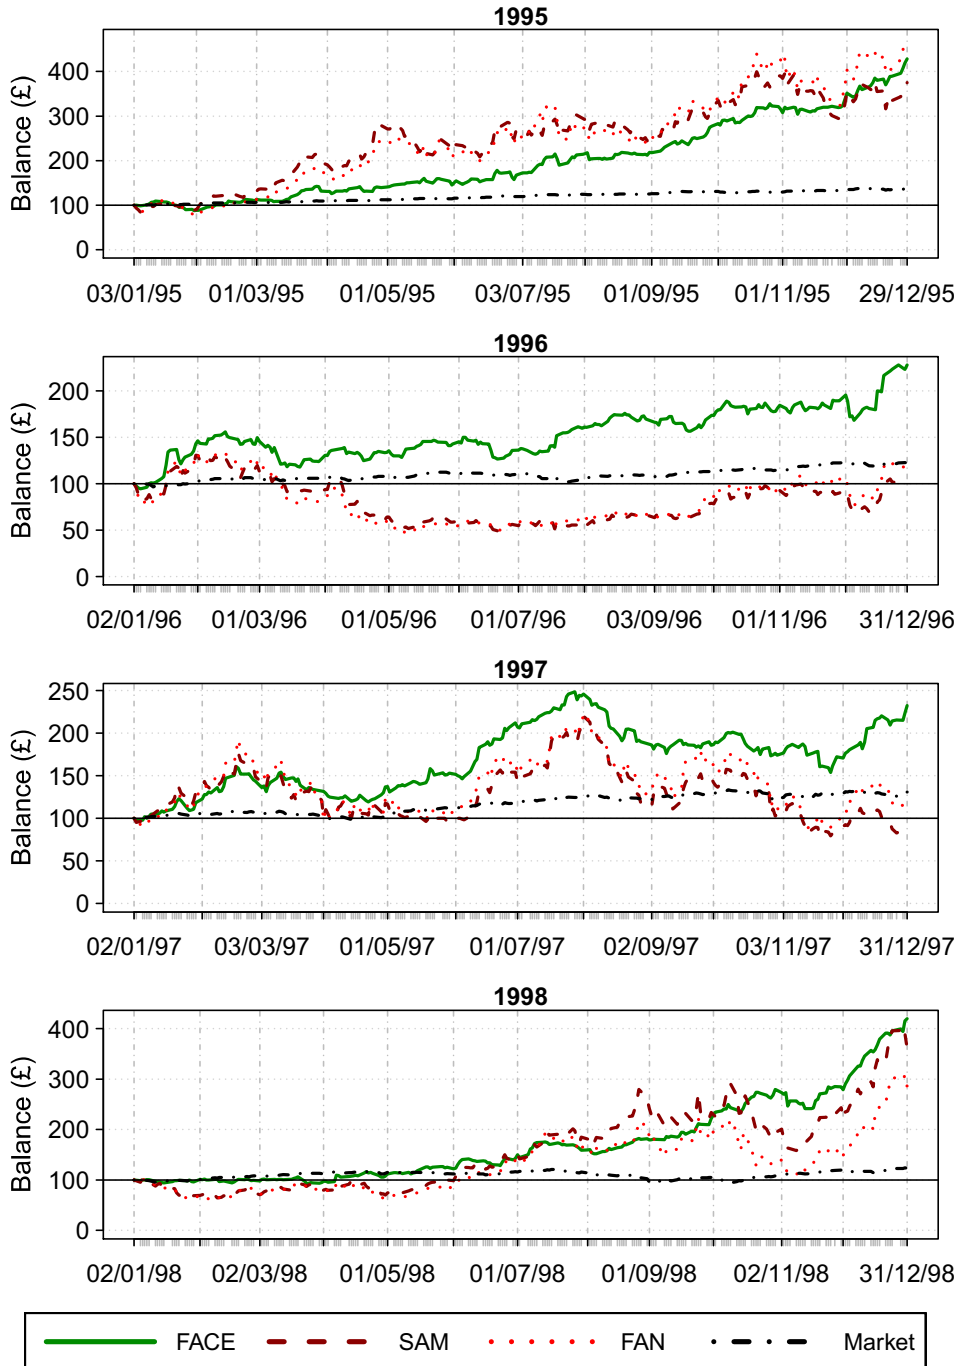 1995
Balance (£)
400
300
200
100
0
03/01/95 01/03/95 01/05/95 03/07/95 01/09/95 01/11/95 29/12/95
1996
Balance (£)
200
150
100
50
0
02/01/96 01/03/96 01/05/96 01/07/96 03/09/96 01/11/96 31/12/96
1997
Balance (£)
250
200
150
100
50
0
02/01/97 03/03/97 01/05/97 01/07/97 02/09/97 03/11/97 31/12/97
1998
Balance (£)
400
300
200
100
0
02/01/98 02/03/98 01/05/98 01/07/98 01/09/98 02/11/98 31/12/98
FACE SAM FAN Market